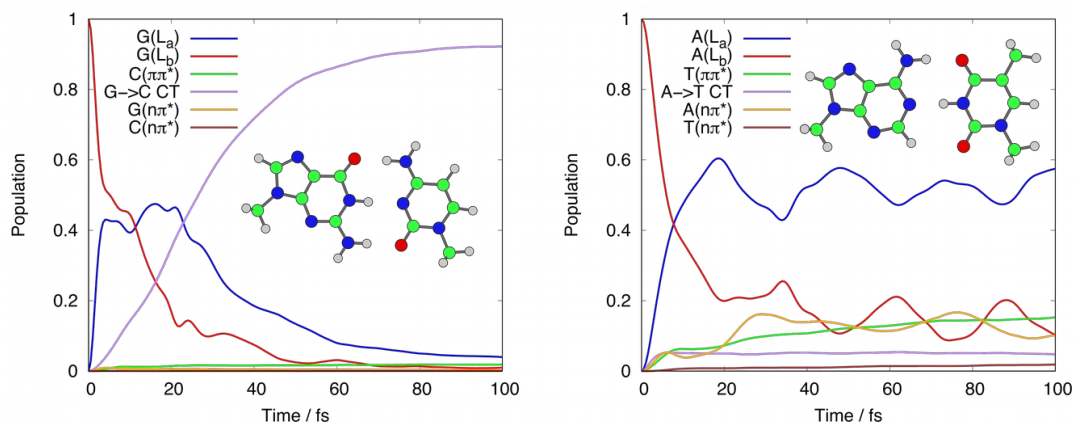 G(Lₐ)
G(L_b)
C(ππ*)
G->C CT
G(nπ*)
C(nπ*)
Population
1
0.8
0.6
0.4
0.2
0
0 20 40 60 80 100
Time / fs
A(Lₐ)
A(L_b)
T(ππ*)
A->T CT
A(nπ*)
T(nπ*)
Population
1
0.8
0.6
0.4
0.2
0
0 20 40 60 80 100
Time / fs